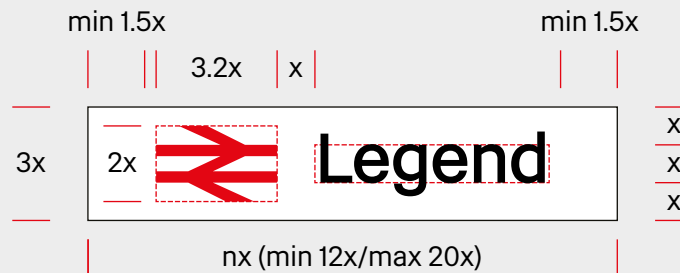 min 1.5x min 1.5x
3.2x x
3x 2x Legend x
x
x
nx (min 12x/max 20x)